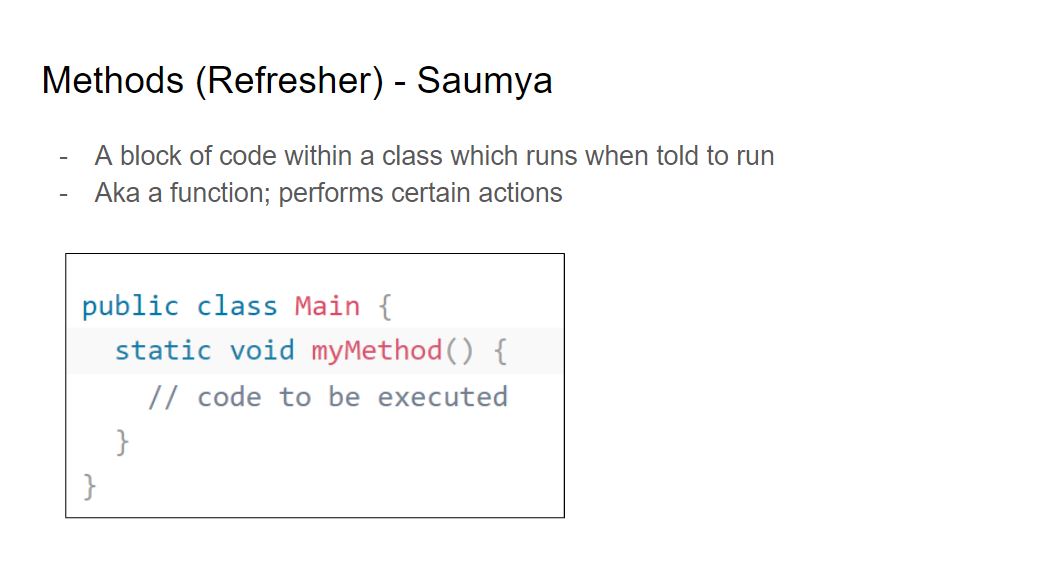 Methods (Refresher) - Saumya
- A block of code within a class which runs when told to run
- Aka a function; performs certain actions
public class Main {
  static void myMethod() {
    // code to be executed
  }
}